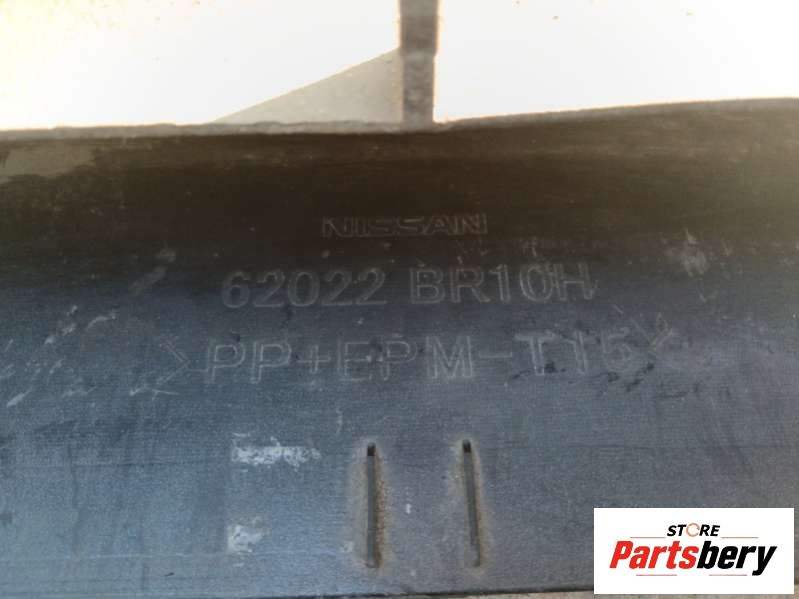 NISSAN
62022 BR10H
>PP+EPM-T15<
STORE
Partsbery